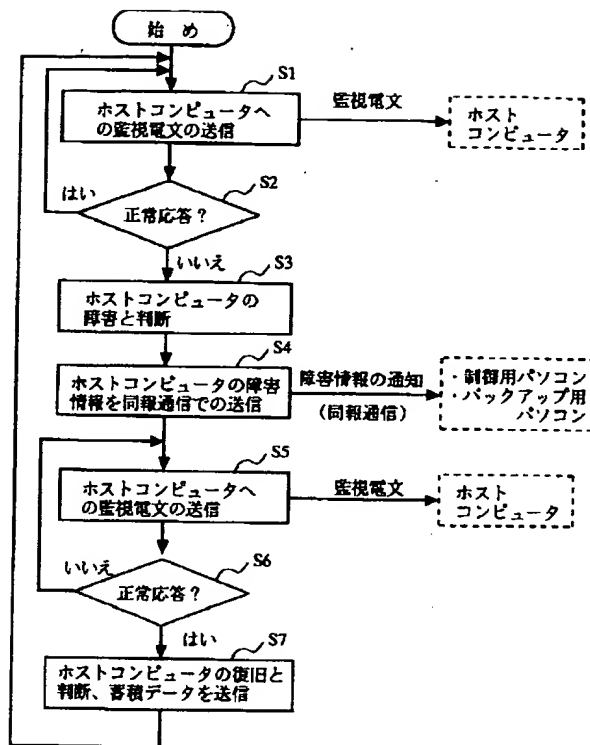 始め
S1
ホストコンピュータへ
の監視電文の送信
監視電文
ホスト
コンピュータ
S2
はい
正常応答？
いいえ
S3
ホストコンピュータの
障害と判断
S4
ホストコンピュータの障害
情報を同報通信での送信
障害情報の通知
（同報通信）
・制御用パソコン
・バックアップ用
パソコン
S5
ホストコンピュータへ
の監視電文の送信
監視電文
ホスト
コンピュータ
S6
いいえ
正常応答？
はい
S7
ホストコンピュータの復旧と
判断、蓄積データを送信